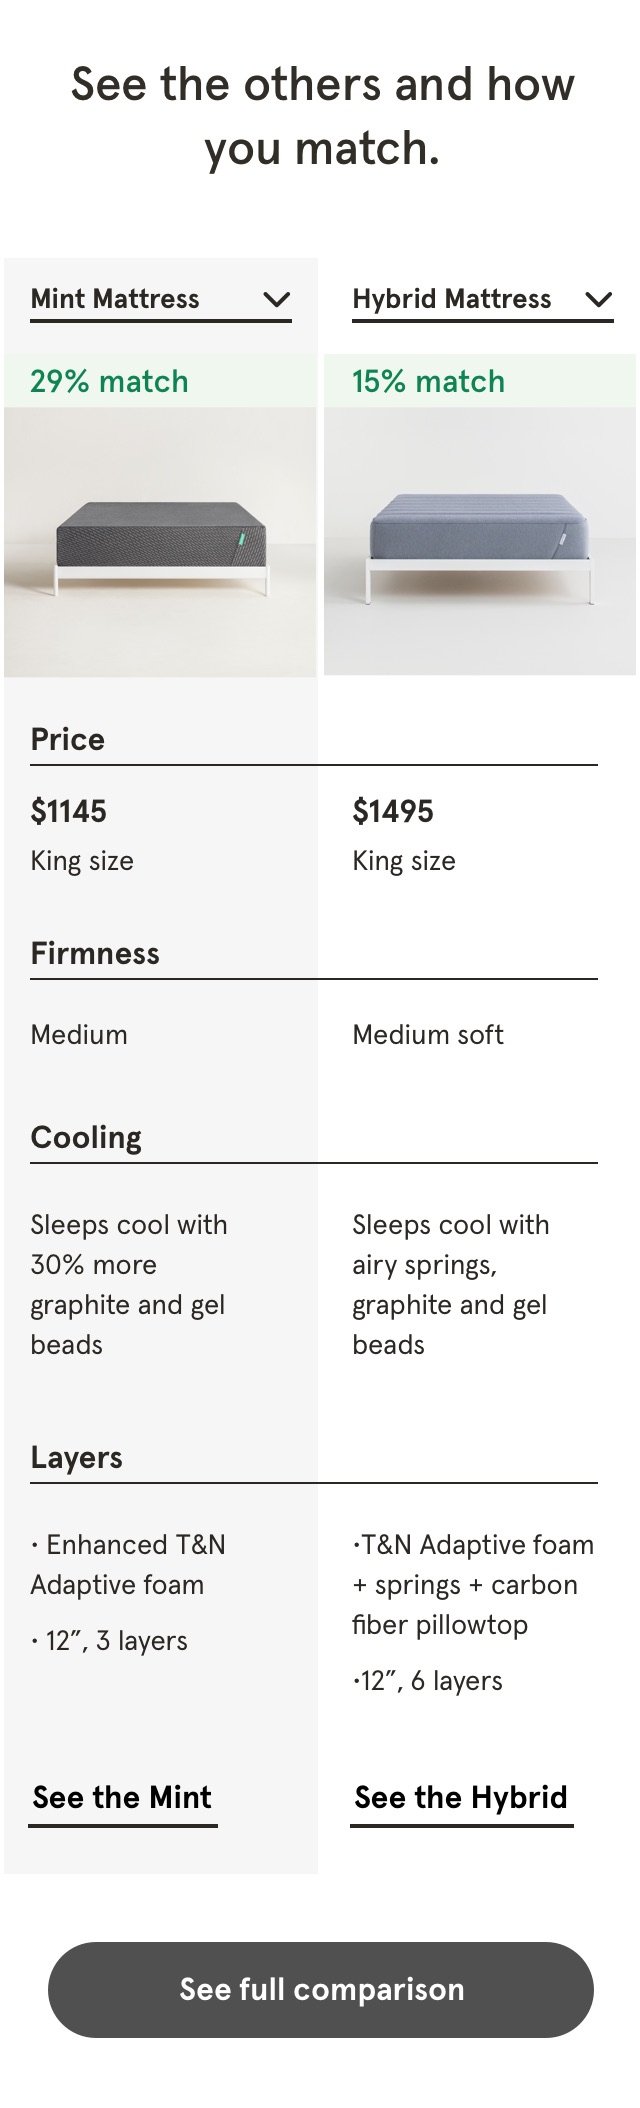 See the others and how
you match.
Mint Mattress
Hybrid Mattress
29% match
15% match
Price
$1145
$1495
King size
King size
Firmness
Medium
Medium soft
Cooling
Sleeps cool with
30% more
graphite and gel
beads
Sleeps cool with
airy springs,
graphite and gel
beads
Layers
· Enhanced T&N
Adaptive foam
· 12”, 3 layers
·T&N Adaptive foam
+ springs + carbon
fiber pillowtop
·12”, 6 layers
See the Mint
See the Hybrid
See full comparison